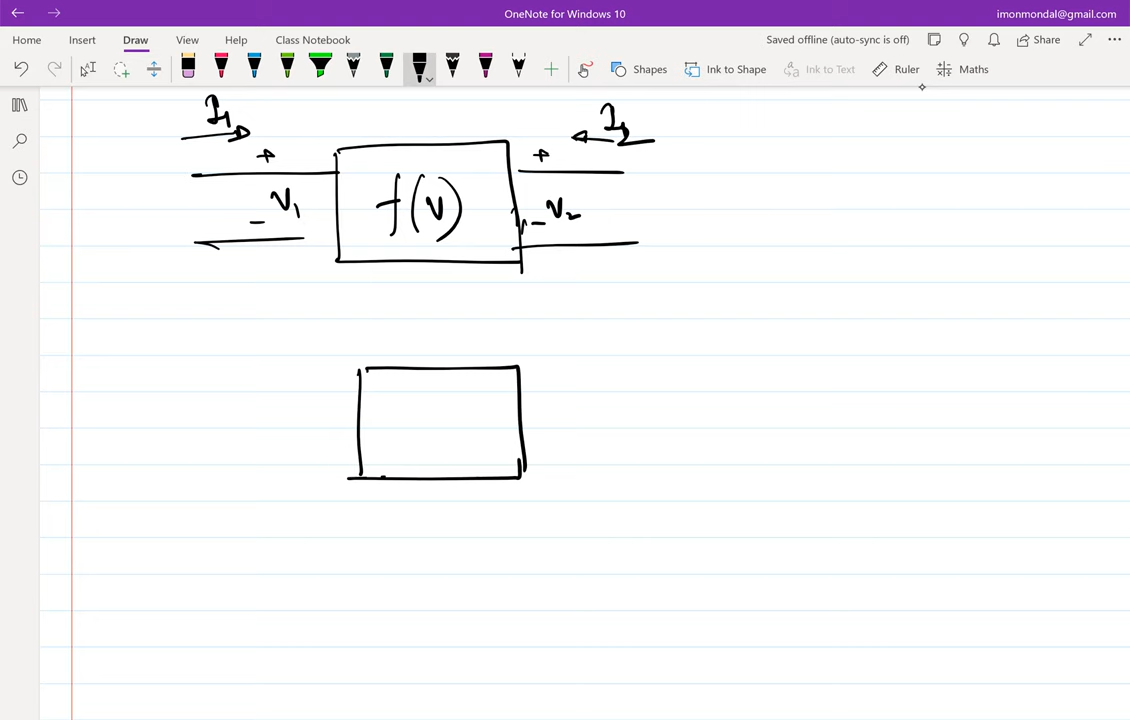 OneNote for Windows 10
imonmondal@gmail.com
Home Insert Draw View Help Class Notebook
Saved offline (auto-sync is off) Share
Shapes Ink to Shape Ink to Text Ruler Maths
I₁ I₂
+ +
V₁ f(V) V₂
- -